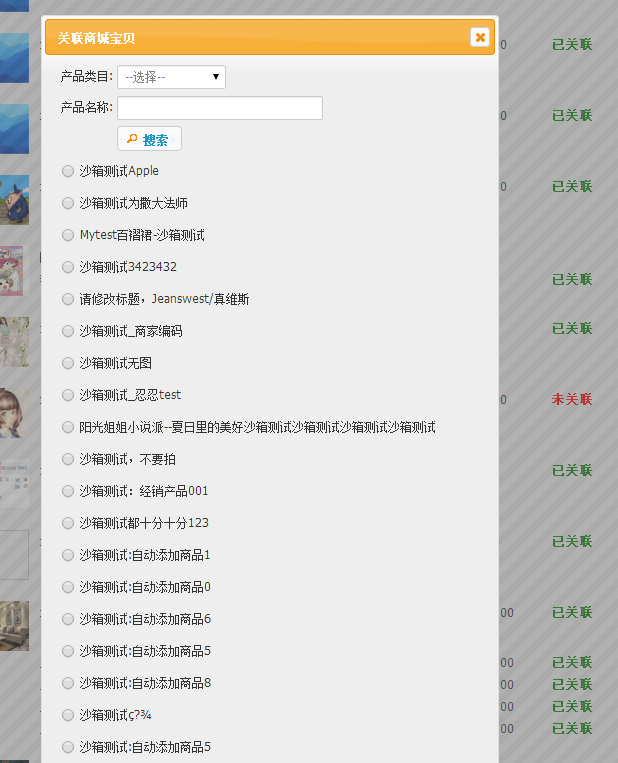 关联商城宝贝
产品类目: --选择--
产品名称:
搜索
沙箱测试Apple
沙箱测试为撒大法师
Mytest百褶裙-沙箱测试
沙箱测试3423432
请修改标题，Jeanswest/真维斯
沙箱测试_商家编码
沙箱测试无图
沙箱测试_忍忍test
阳光姐姐小说派--夏日里的美好沙箱测试沙箱测试沙箱测试沙箱测试
沙箱测试，不要拍
沙箱测试：经销产品001
沙箱测试都十分十分123
沙箱测试:自动添加商品1
沙箱测试:自动添加商品0
沙箱测试:自动添加商品6
沙箱测试:自动添加商品5
沙箱测试:自动添加商品8
沙箱测试ç?¾
沙箱测试:自动添加商品5
0 已关联
0 已关联
0 已关联
已关联
已关联
0 未关联
已关联
已关联
00 已关联
00 已关联
00 已关联
00 已关联
00 已关联